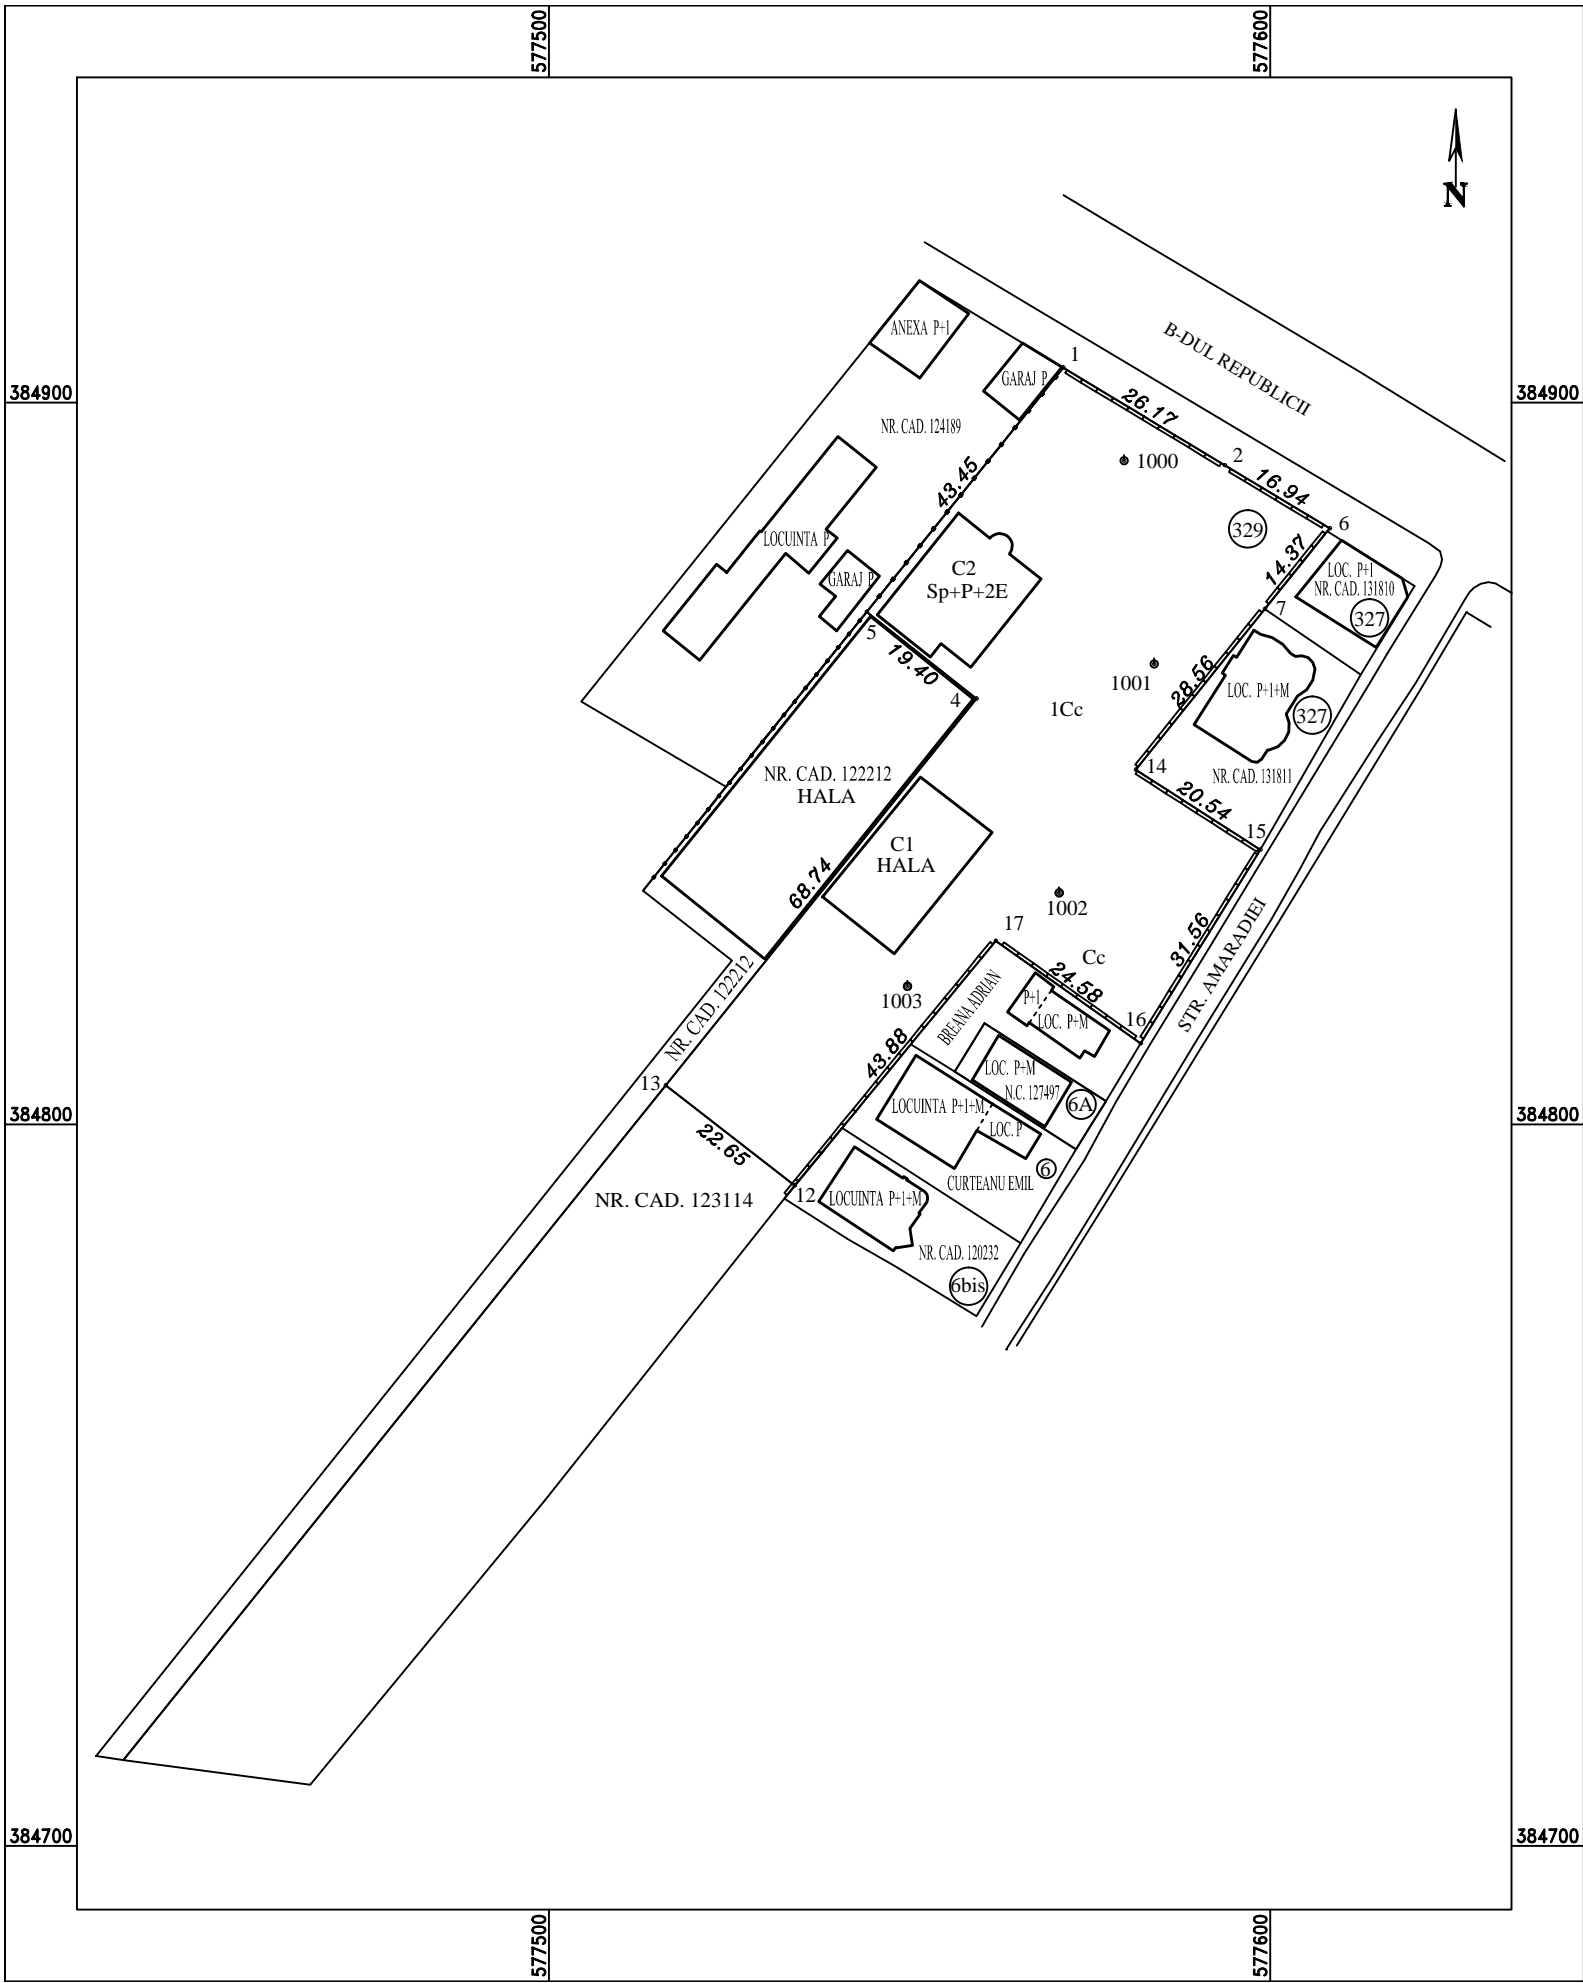 577500
577600
N
B-DUL REPUBLICII
ANEXA P+1
1
GARAJ P
384900
384900
26.17
NR. CAD. 124189
2
1000
43.45
16.94
6
329
LOCUINTA P
14.37
LOC. P+1
NR. CAD. 131810
C2
Sp+P+2E
GARAJ P
327
7
5
19.40
1001
28.56
LOC. P+1+M
4
1Cc
327
14
NR. CAD. 131811
NR. CAD. 122212
HALA
20.54
15
C1
HALA
68.74
1002
17
31.56
STR. AMARADIEI
Cc
24.58
BREANA ADRIAN
1003
P+1
LOC. P+M
16
NR. CAD. 122212
43.88
LOC. P+M
N.C. 127497
13
LOCUINTA P+1+M
6A
384800
384800
LOC. P
22.65
6
CURTEANU EMIL
NR. CAD. 123114
12
LOCUINTA P+1+M
NR. CAD. 120232
6bis
384700
384700
577500
577600